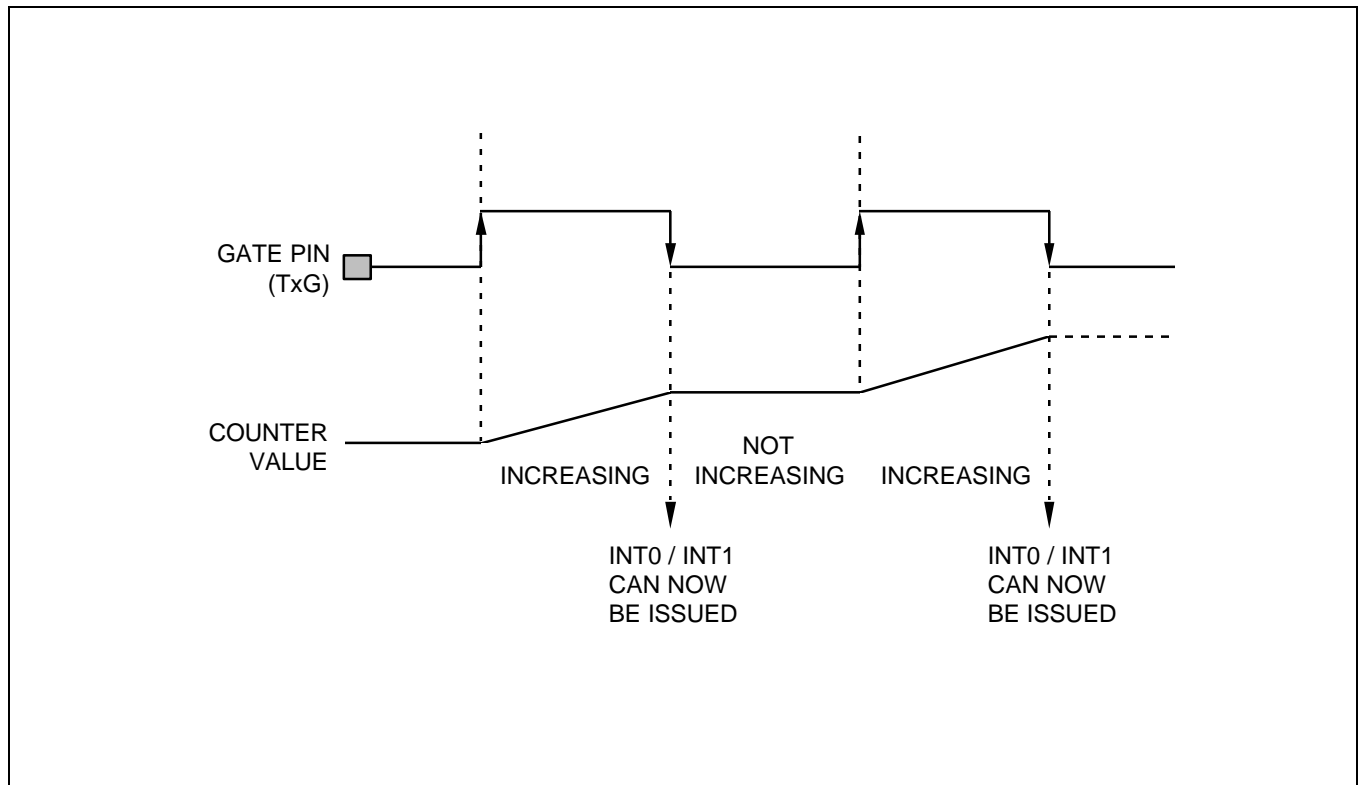 GATE PIN
(TxG)
COUNTER
VALUE
INCREASING
NOT
INCREASING
INCREASING
INT0 / INT1
CAN NOW
BE ISSUED
INT0 / INT1
CAN NOW
BE ISSUED